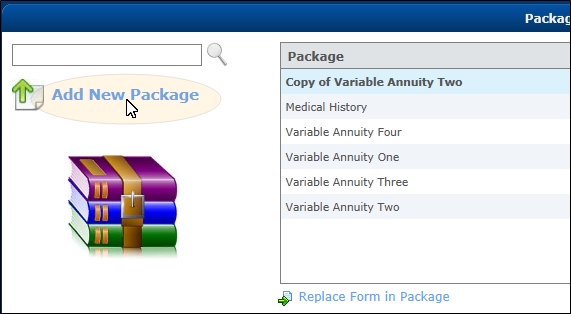 Packag
Add New Package
Package
Copy of Variable Annuity Two
Medical History
Variable Annuity Four
Variable Annuity One
Variable Annuity Three
Variable Annuity Two
Replace Form in Package